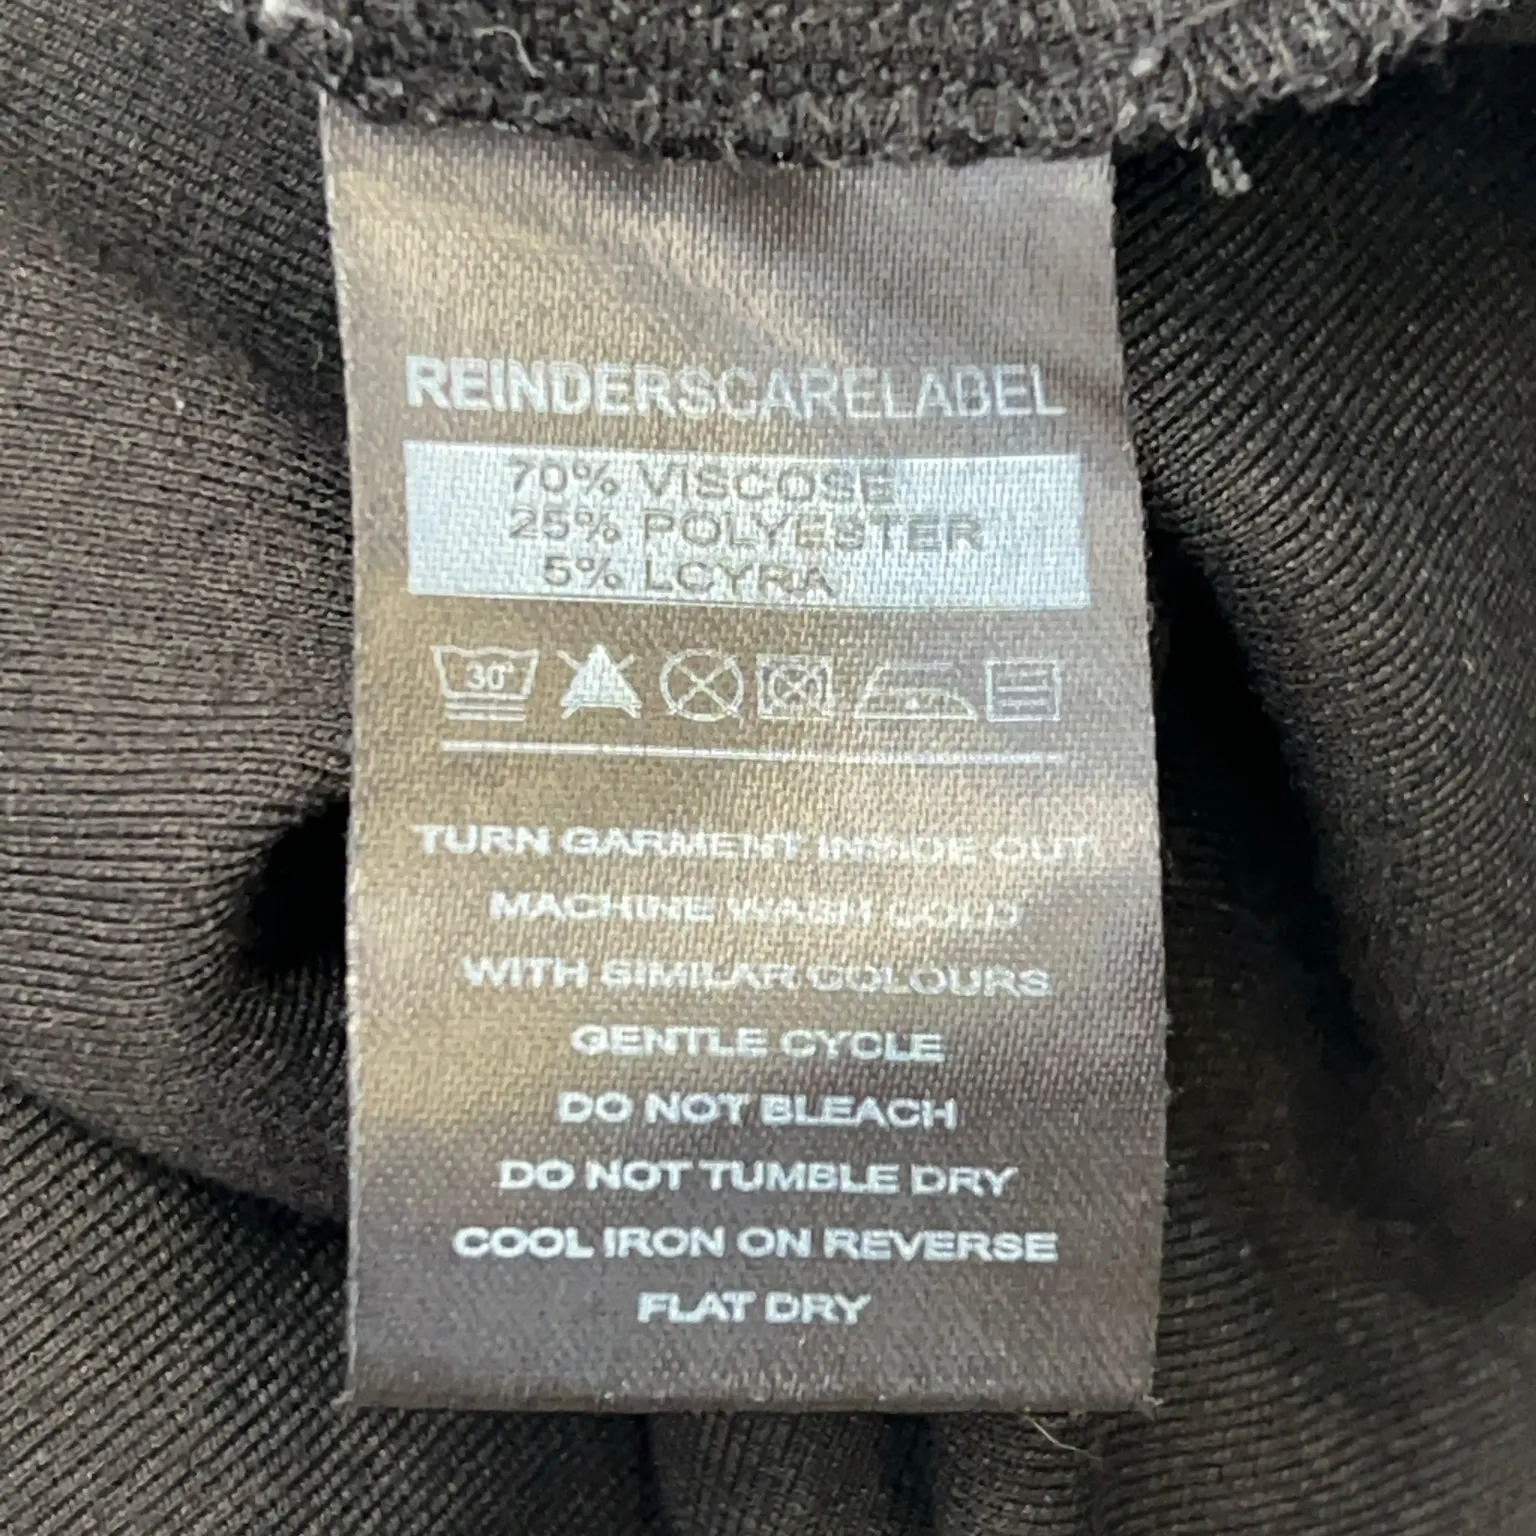 REINDERSCARELABEL
70% VISCOSE
25% POLYESTER
5% LCYRA
30°
TURN GARMENT INSIDE OUT
MACHINE WASH COLD
WITH SIMILAR COLOURS
GENTLE CYCLE
DO NOT BLEACH
DO NOT TUMBLE DRY
COOL IRON ON REVERSE
FLAT DRY